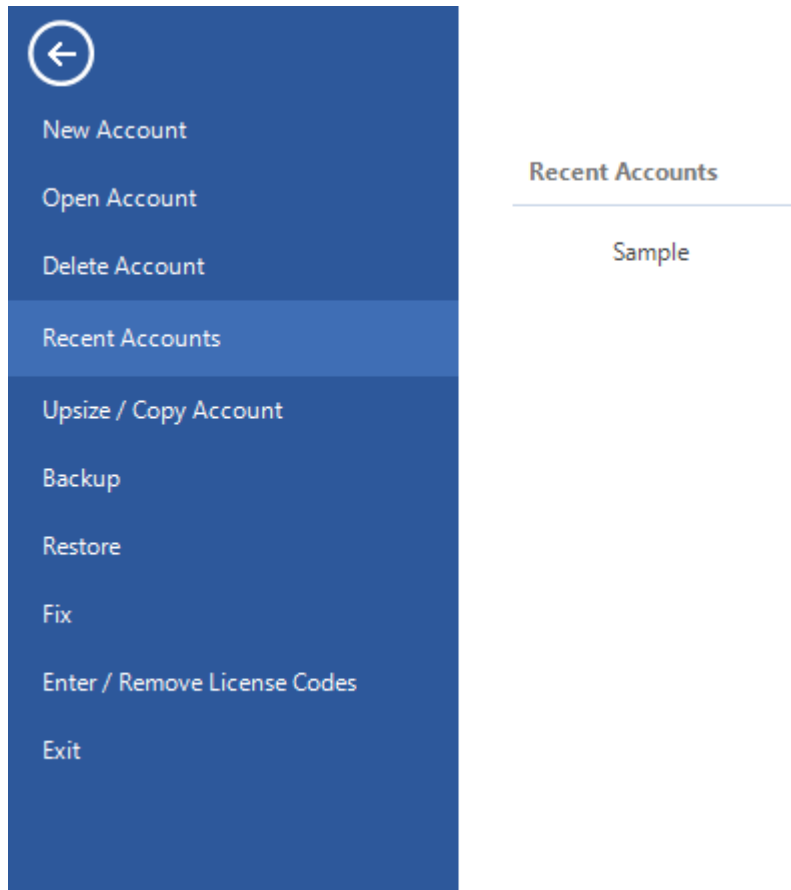 New Account
Open Account
Delete Account
Recent Accounts
Upsize / Copy Account
Backup
Restore
Fix
Enter / Remove License Codes
Exit
Recent Accounts
Sample